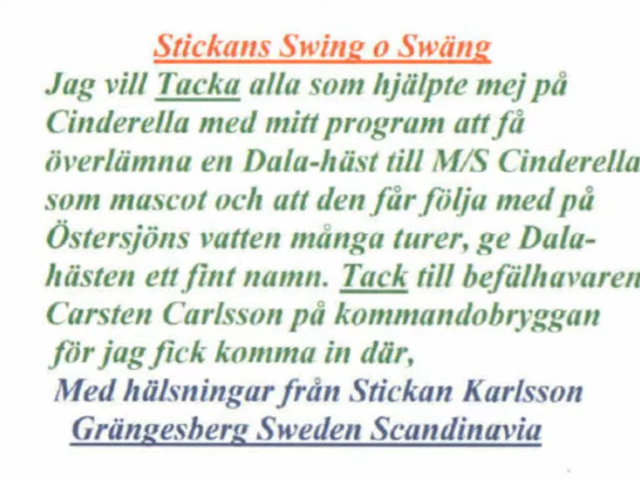 Stickans Swing o Swäng
Jag vill Tacka alla som hjälpte mej på
Cinderella med mitt program att få
överlämna en Dala-häst till M/S Cinderella
som mascot och att den får följa med på
Östersjöns vatten många turer, ge Dala-
hästen ett fint namn. Tack till befälhavaren
Carsten Carlsson på kommandobryggan
för jag fick komma in där,
Med hälsningar från Stickan Karlsson
Grängesberg Sweden Scandinavia